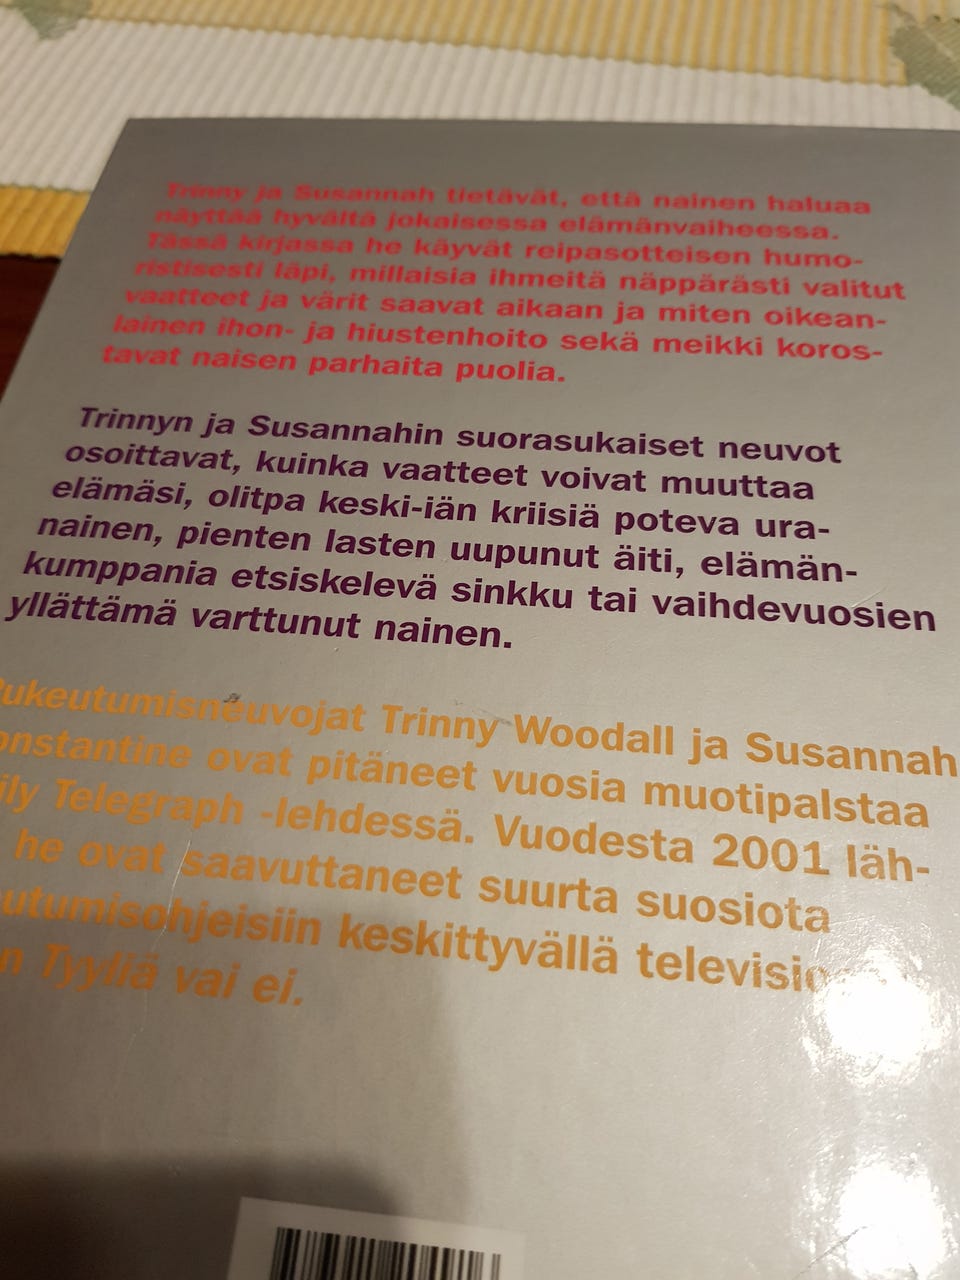 Trinny ja Susannah tietävät, että nainen haluaa
näyttää hyvältä jokaisessa elämänvaiheessa.
Tässä kirjassa he käyvät reipasotteisen humo-
ristisesti läpi, millaisia ihmeitä näppärästi valitut
vaatteet ja värit saavat aikaan ja miten oikean-
lainen ihon- ja hiustenhoito sekä meikki koros-
tavat naisen parhaita puolia.
Trinnyn ja Susannahin suorasukaiset neuvot
osoittavat, kuinka vaatteet voivat muuttaa
elämäsi, olitpa keski-iän kriisiä poteva ura-
nainen, pienten lasten uupunut äiti, elämän-
kumppania etsiskelevä sinkku tai vaihdevuosien
yllättämä varttunut nainen.
Pukeutumisneuvojat Trinny Woodall ja Susannah
onstantine ovat pitäneet vuosia muotipalstaa
ily Telegraph -lehdessä. Vuodesta 2001 läh-
he ovat saavuttaneet suurta suosiota
eutumisohjeisiin keskittyvällä televisio
n Tyyliä vai ei.